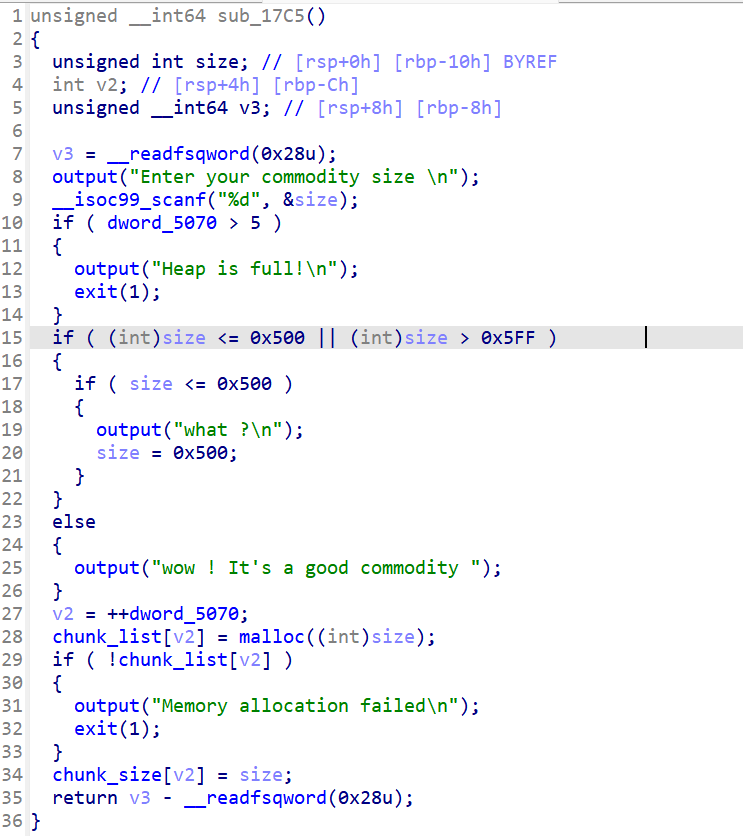 1 unsigned __int64 sub_17C5()
2 {
3   unsigned int size; // [rsp+0h] [rbp-10h] BYREF
4   int v2; // [rsp+4h] [rbp-Ch]
5   unsigned __int64 v3; // [rsp+8h] [rbp-8h]
6
7   v3 = __readfsqword(0x28u);
8   output("Enter your commodity size \n");
9   __isoc99_scanf("%d", &size);
10   if ( dword_5070 > 5 )
11   {
12     output("Heap is full!\n");
13     exit(1);
14   }
15   if ( (int)size <= 0x500 || (int)size > 0x5FF )
16   {
17     if ( size <= 0x500 )
18     {
19       output("what ?\n");
20       size = 0x500;
21     }
22   }
23   else
24   {
25     output("wow ! It's a good commodity ");
26   }
27   v2 = ++dword_5070;
28   chunk_list[v2] = malloc((int)size);
29   if ( !chunk_list[v2] )
30   {
31     output("Memory allocation failed\n");
32     exit(1);
33   }
34   chunk_size[v2] = size;
35   return v3 - __readfsqword(0x28u);
36 }